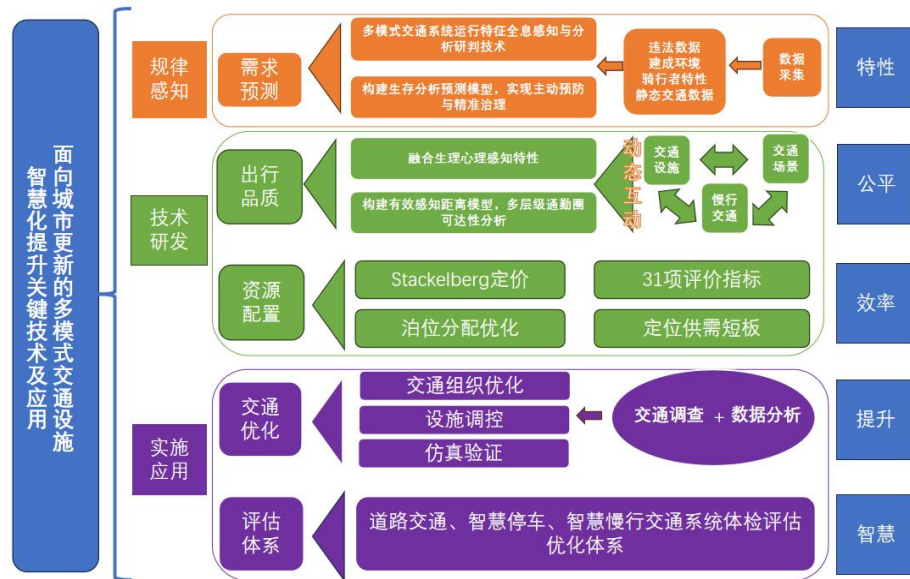 面向城市更新的多模式交通设施
智慧化提升关键技术及应用
规律
感知
需求
预测
多模式交通系统运行特征全息感知与分
析研判技术
构建生存分析预测模型，实现主动预防
与精准治理
违法数据
建成环境
骑行者特性
静态交通数据
数据
采集
特性
技术
研发
出行
品质
融合生理心理感知特性
构建有效感知距离模型，多层级通勤圈
可达性分析
动态互动
交通
设施
交通
场景
慢行
交通
公平
资源
配置
Stackelberg定价
31项评价指标
泊位分配优化
定位供需短板
效率
实施
应用
交通
优化
交通组织优化
设施调控
仿真验证
交通调查 + 数据分析
提升
评估
体系
道路交通、智慧停车、智慧慢行交通系统体检评估
优化体系
智慧